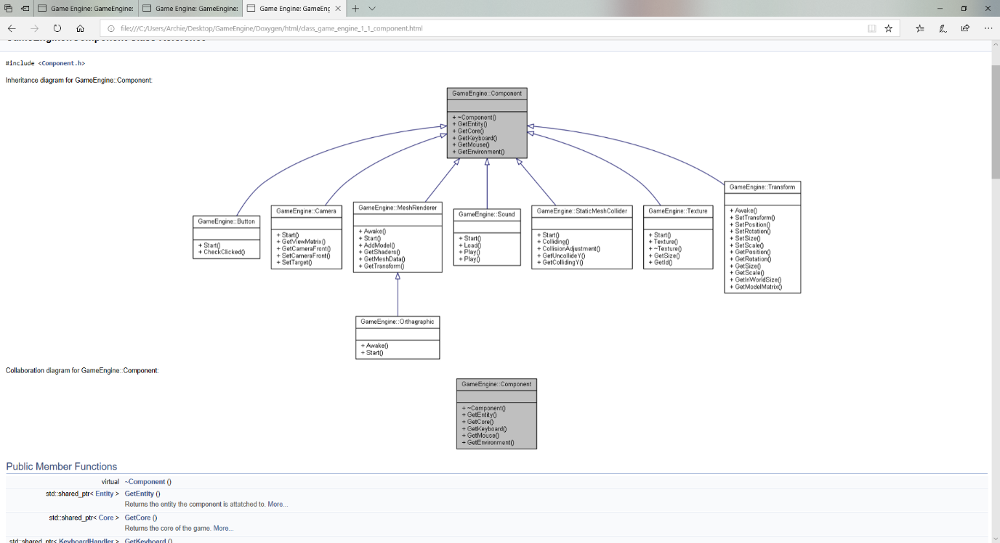 Game Engine: GameEngine:
Game Engine: GameEngine:
Game Engine: GameEng
file:///C:/Users/Archie/Desktop/GameEngine/Doxygen/html/class_game_engine_1_1_component.html
#include <Component.h>
Inheritance diagram for GameEngine::Component:
GameEngine::Component
+ ~Component()
+ GetEntity()
+ GetCore()
+ GetKeyboard()
+ GetMouse()
+ GetEnvironment()
GameEngine::Button
+ Start()
+ CheckClicked()
GameEngine::Camera
+ Start()
+ GetViewMatrix()
+ GetCameraFront()
+ SetCameraFront()
+ SetTarget()
GameEngine::MeshRenderer
+ Awake()
+ Start()
+ AddModel()
+ GetShaders()
+ GetMeshData()
+ GetTransform()
GameEngine::Sound
+ Start()
+ Load()
+ Play()
+ Play()
GameEngine::StaticMeshCollider
+ Start()
+ Colliding()
+ CollisionAdjustment()
+ GetUncollideY()
+ GetCollidingY()
GameEngine::Texture
+ Start()
+ Texture()
+ ~Texture()
+ GetSize()
+ GetId()
GameEngine::Transform
+ Awake()
+ SetTransform()
+ SetPosition()
+ SetRotation()
+ SetSize()
+ SetScale()
+ GetPosition()
+ GetRotation()
+ GetSize()
+ GetScale()
+ GetInWorldSize()
+ GetModelMatrix()
GameEngine::Orthagraphic
+ Awake()
+ Start()
Collaboration diagram for GameEngine::Component:
GameEngine::Component
+ ~Component()
+ GetEntity()
+ GetCore()
+ GetKeyboard()
+ GetMouse()
+ GetEnvironment()
Public Member Functions
virtual ~Component ()
std::shared_ptr< Entity > GetEntity ()
Returns the entity the component is attatched to. More...
std::shared_ptr< Core > GetCore ()
Returns the core of the game. More...
std::shared_ptr< KeyboardHandler > GetKeyboard ()